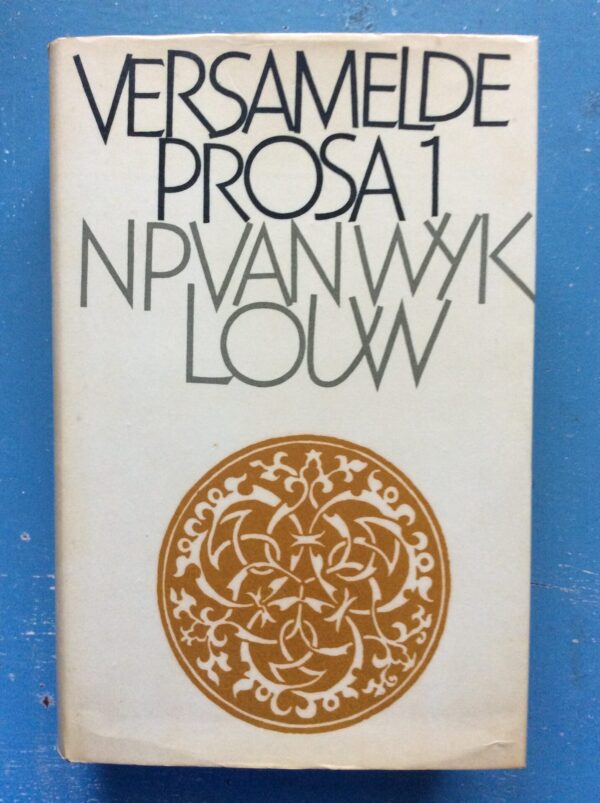 VERSAMELDE
PROSA 1
N P VAN WYK
LOUW